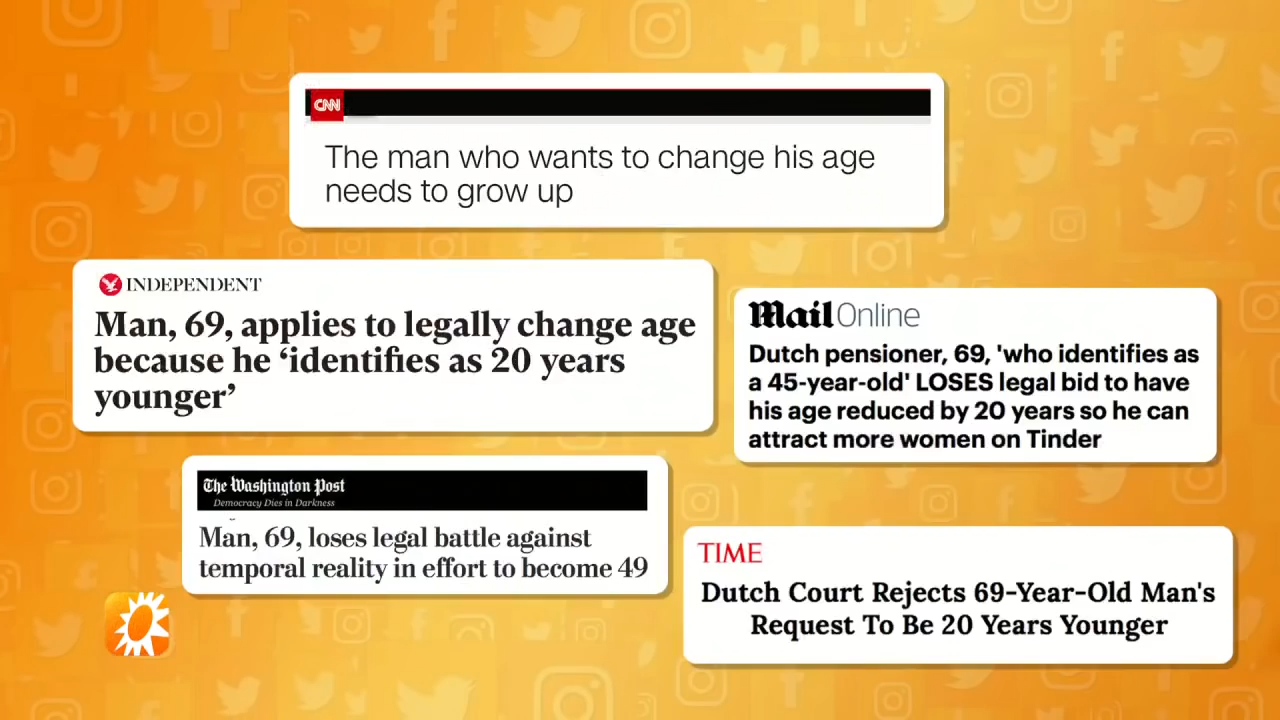 CNN
The man who wants to change his age
needs to grow up
INDEPENDENT
Man, 69, applies to legally change age
because he ‘identifies as 20 years
younger’
Mail Online
Dutch pensioner, 69, 'who identifies as
a 45-year-old' LOSES legal bid to have
his age reduced by 20 years so he can
attract more women on Tinder
The Washington Post
Democracy Dies in Darkness
Man, 69, loses legal battle against
temporal reality in effort to become 49
TIME
Dutch Court Rejects 69-Year-Old Man's
Request To Be 20 Years Younger